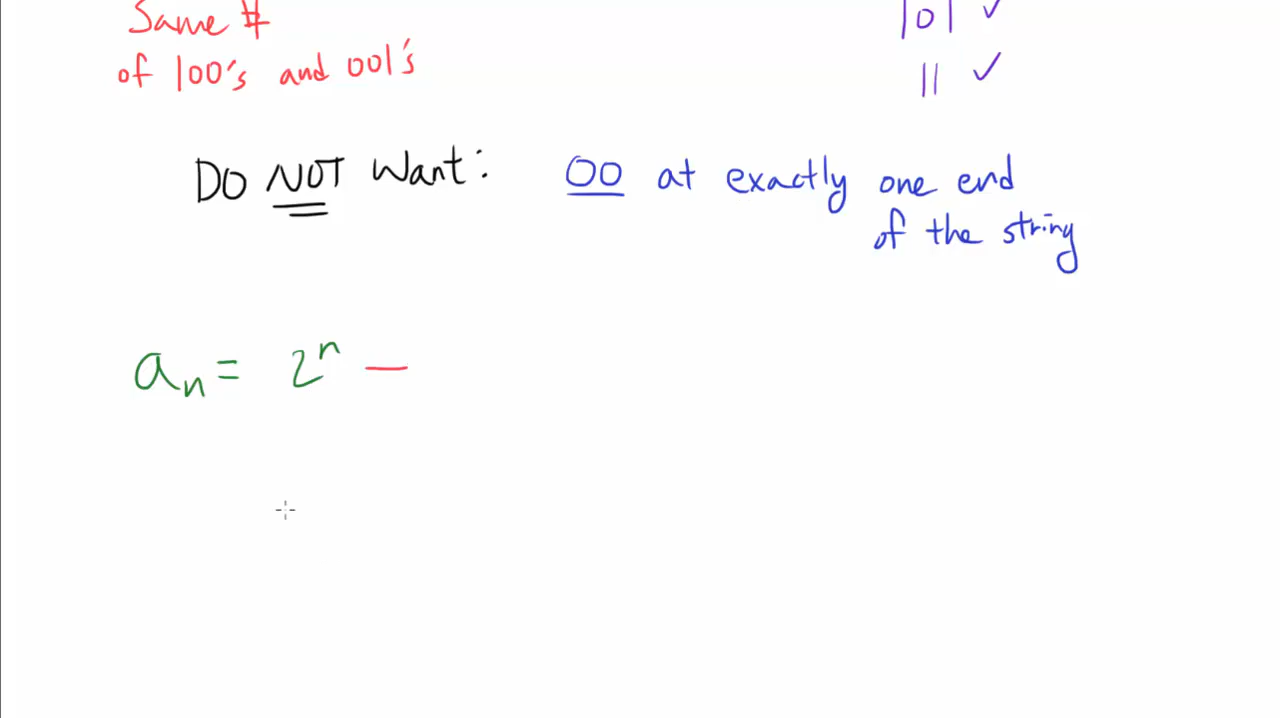 Same #
of 100's and 001's
101 ✓
11 ✓
DO NOT Want: 00 at exactly one end
of the string
aₙ = 2ⁿ —